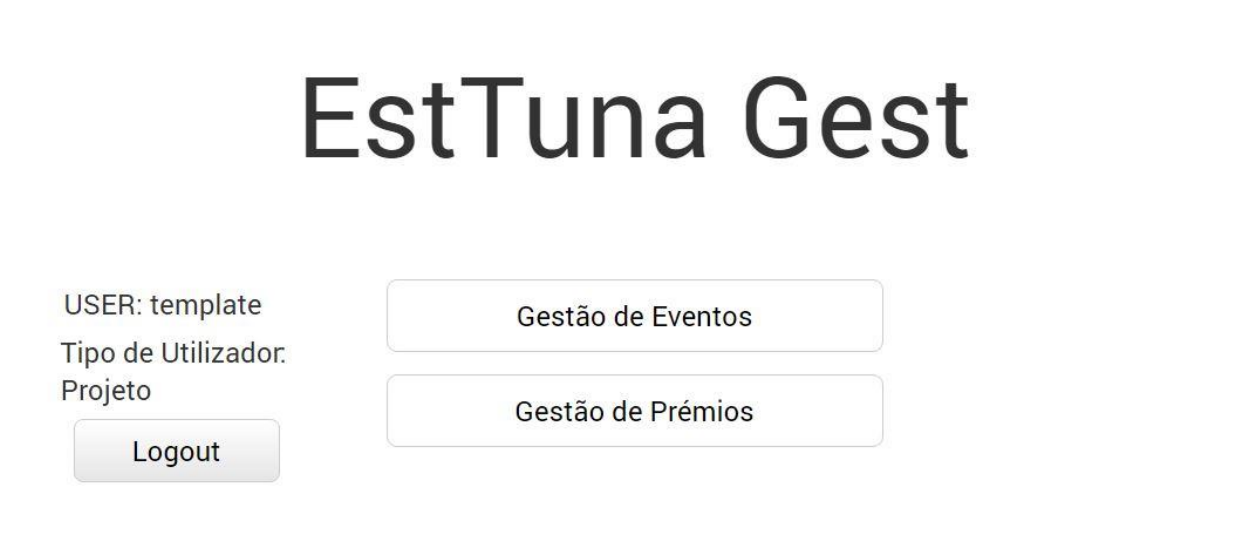 EstTuna Gest
USER: template
Tipo de Utilizador:
Projeto
Logout
Gestão de Eventos
Gestão de Prémios